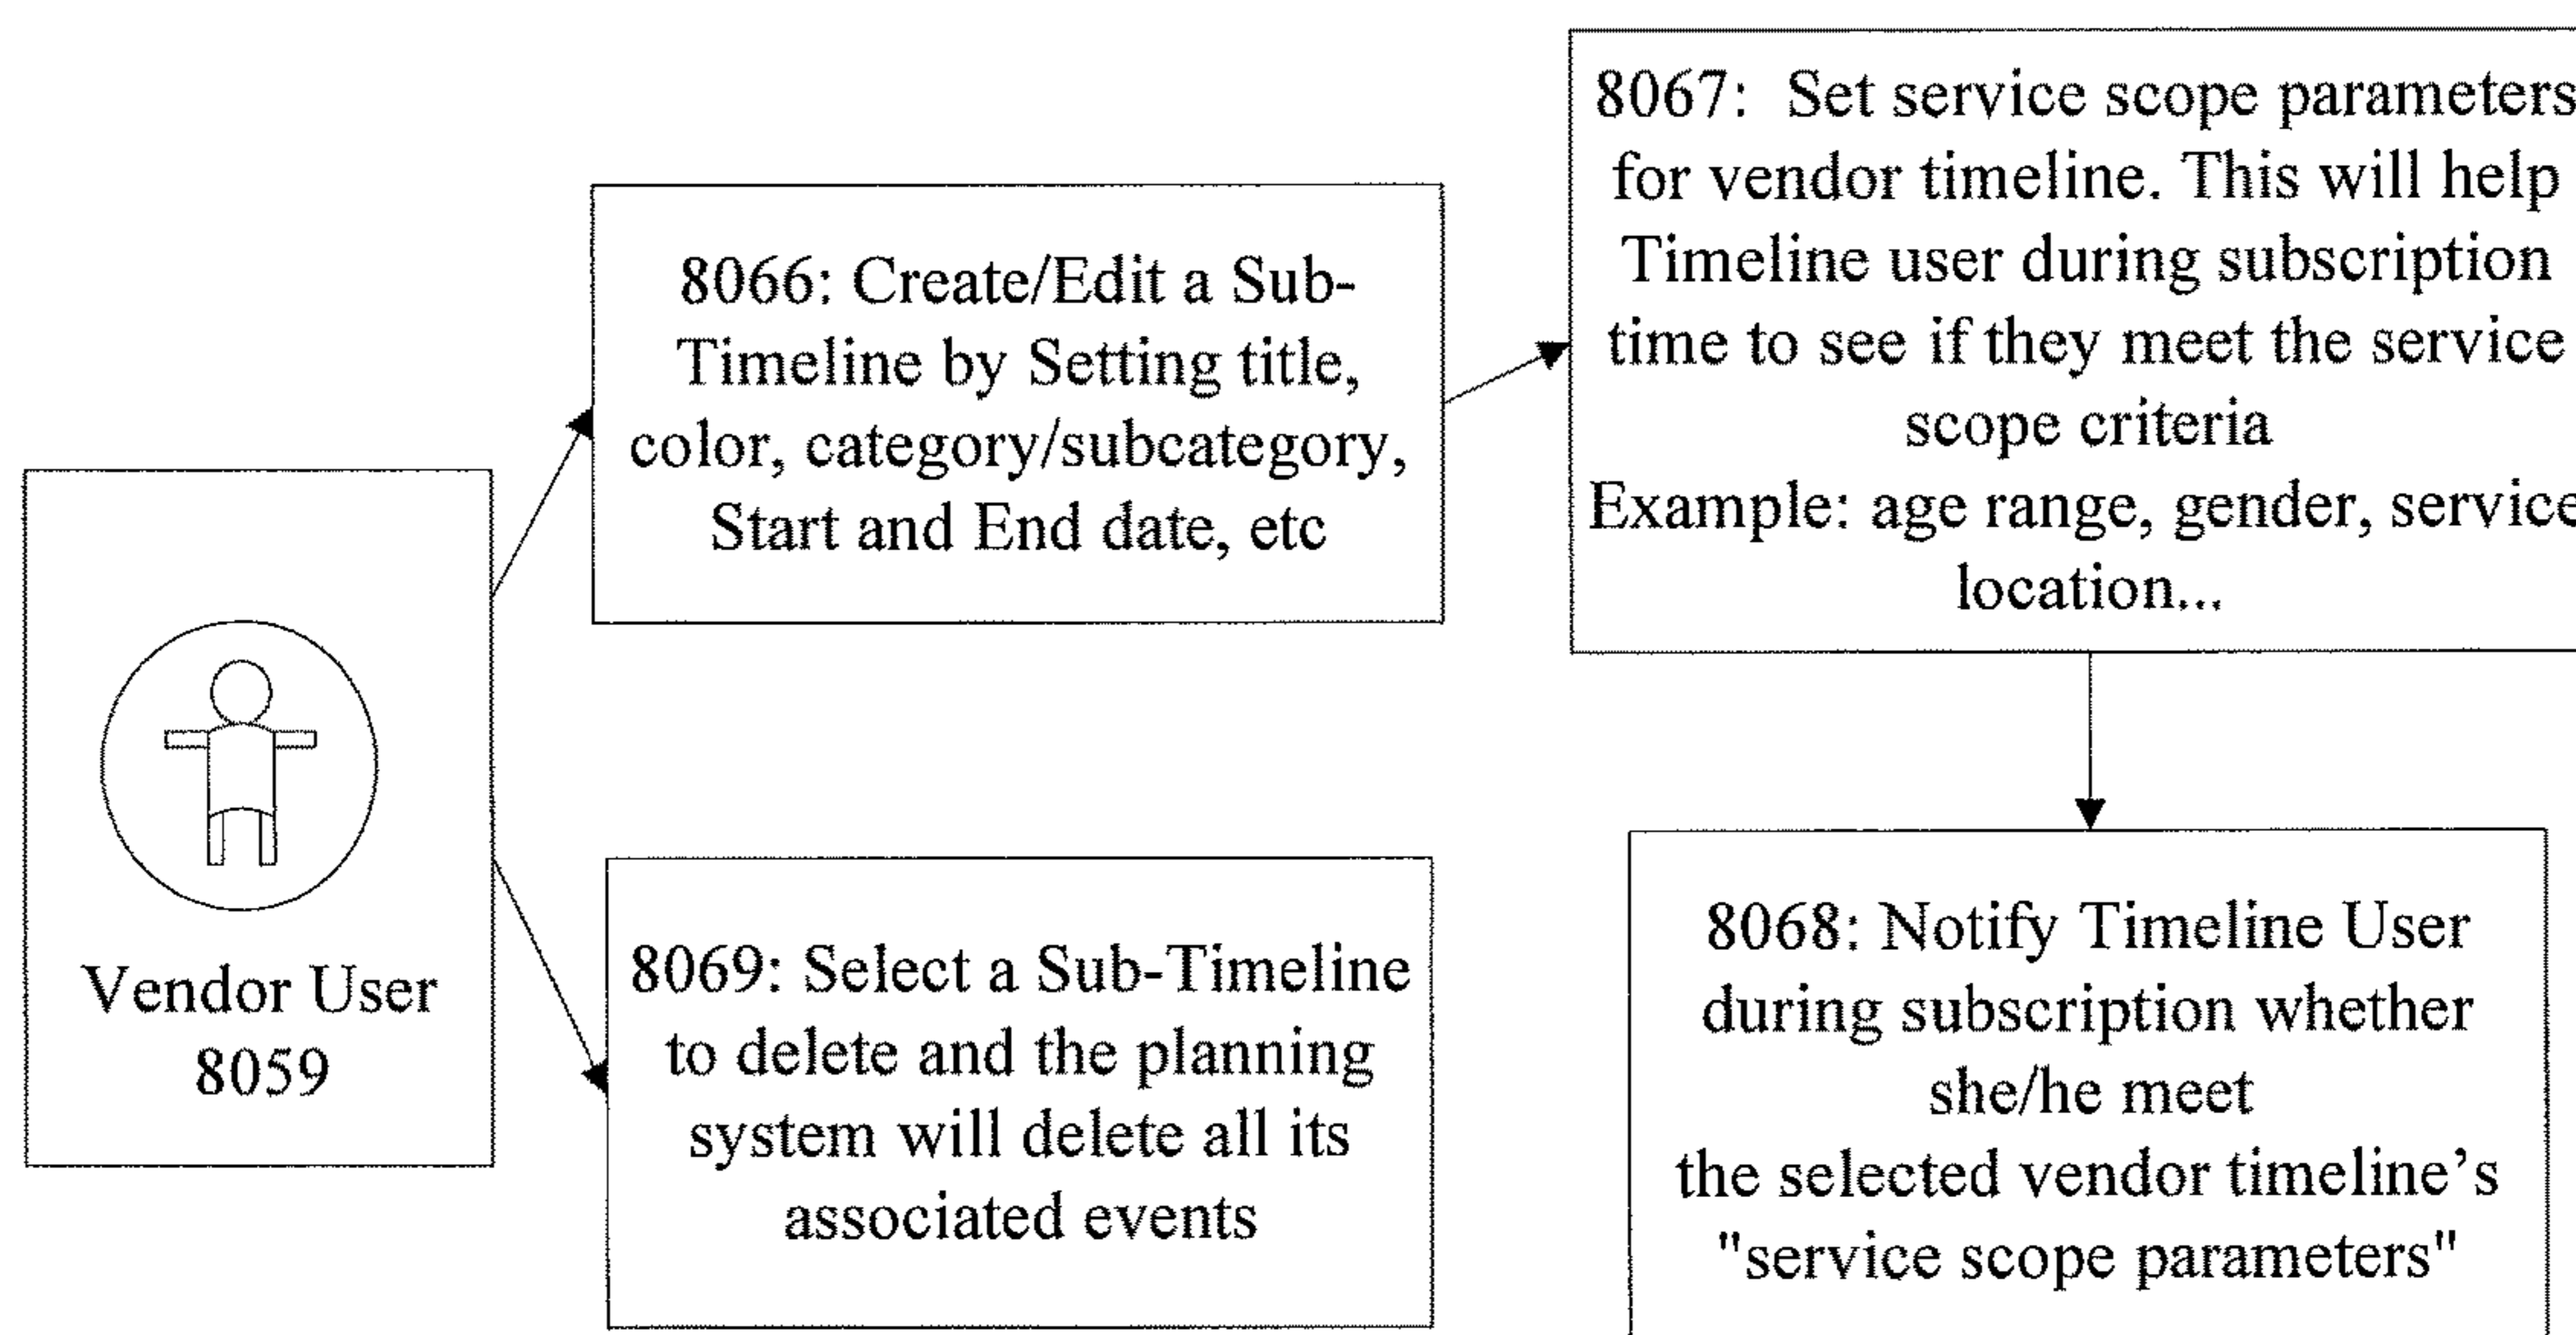 8067:  Set service scope parameters
for vendor timeline. This will help
Timeline user during subscription
time to see if they meet the service
scope criteria
Example: age range, gender, service
location...
8066: Create/Edit a Sub-
Timeline by Setting title,
color, category/subcategory,
Start and End date, etc
Vendor User
8059
8069: Select a Sub-Timeline
to delete and the planning
system will delete all its
associated events
8068: Notify Timeline User
during subscription whether
she/he meet
the selected vendor timeline’s
"service scope parameters"